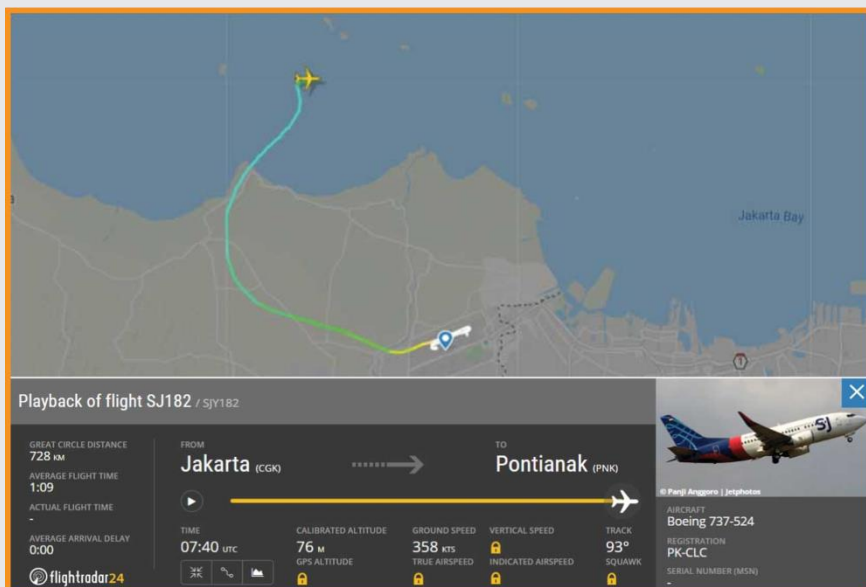 Jakarta Bay
1
Playback of flight SJ182 / SJY182
GREAT CIRCLE DISTANCE
728 KM
AVERAGE FLIGHT TIME
1:09
ACTUAL FLIGHT TIME
-
AVERAGE ARRIVAL DELAY
0:00
flightradar24
FROM
Jakarta (CGK)
TO
Pontianak (PNK)
TIME
07:40 UTC
CALIBRATED ALTITUDE
76 M
GPS ALTITUDE
GROUND SPEED
358 KTS
TRUE AIRSPEED
VERTICAL SPEED
INDICATED AIRSPEED
TRACK
93°
SQUAWK
SJ
© Panji Anggoro | Jetphotos
AIRCRAFT
Boeing 737-524
REGISTRATION
PK-CLC
SERIAL NUMBER (MSN)
-